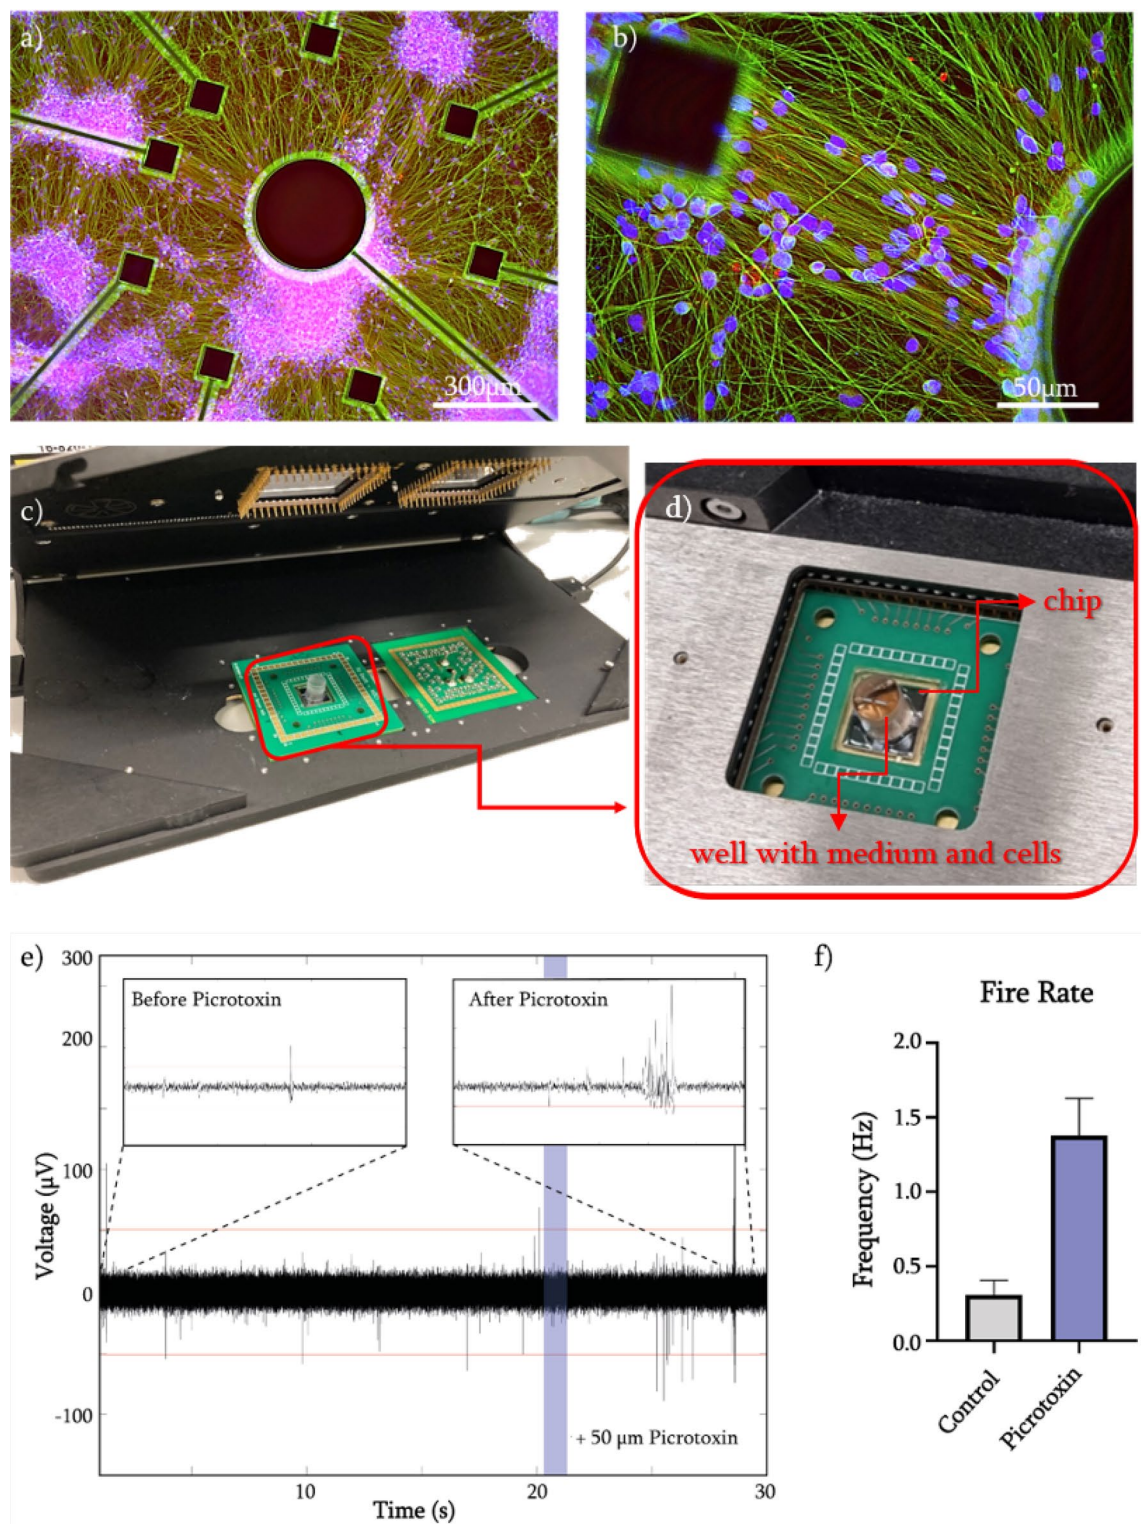 a)
300µm
b)
50µm
c)
d)
chip
well with medium and cells
e)
300
200
100
0
-100
Voltage (µV)
Before Picrotoxin
After Picrotoxin
+ 50 µm Picrotoxin
10
20
30
Time (s)
f)
Fire Rate
2.0
1.5
1.0
0.5
0.0
Frequency (Hz)
Control
Picrotoxin